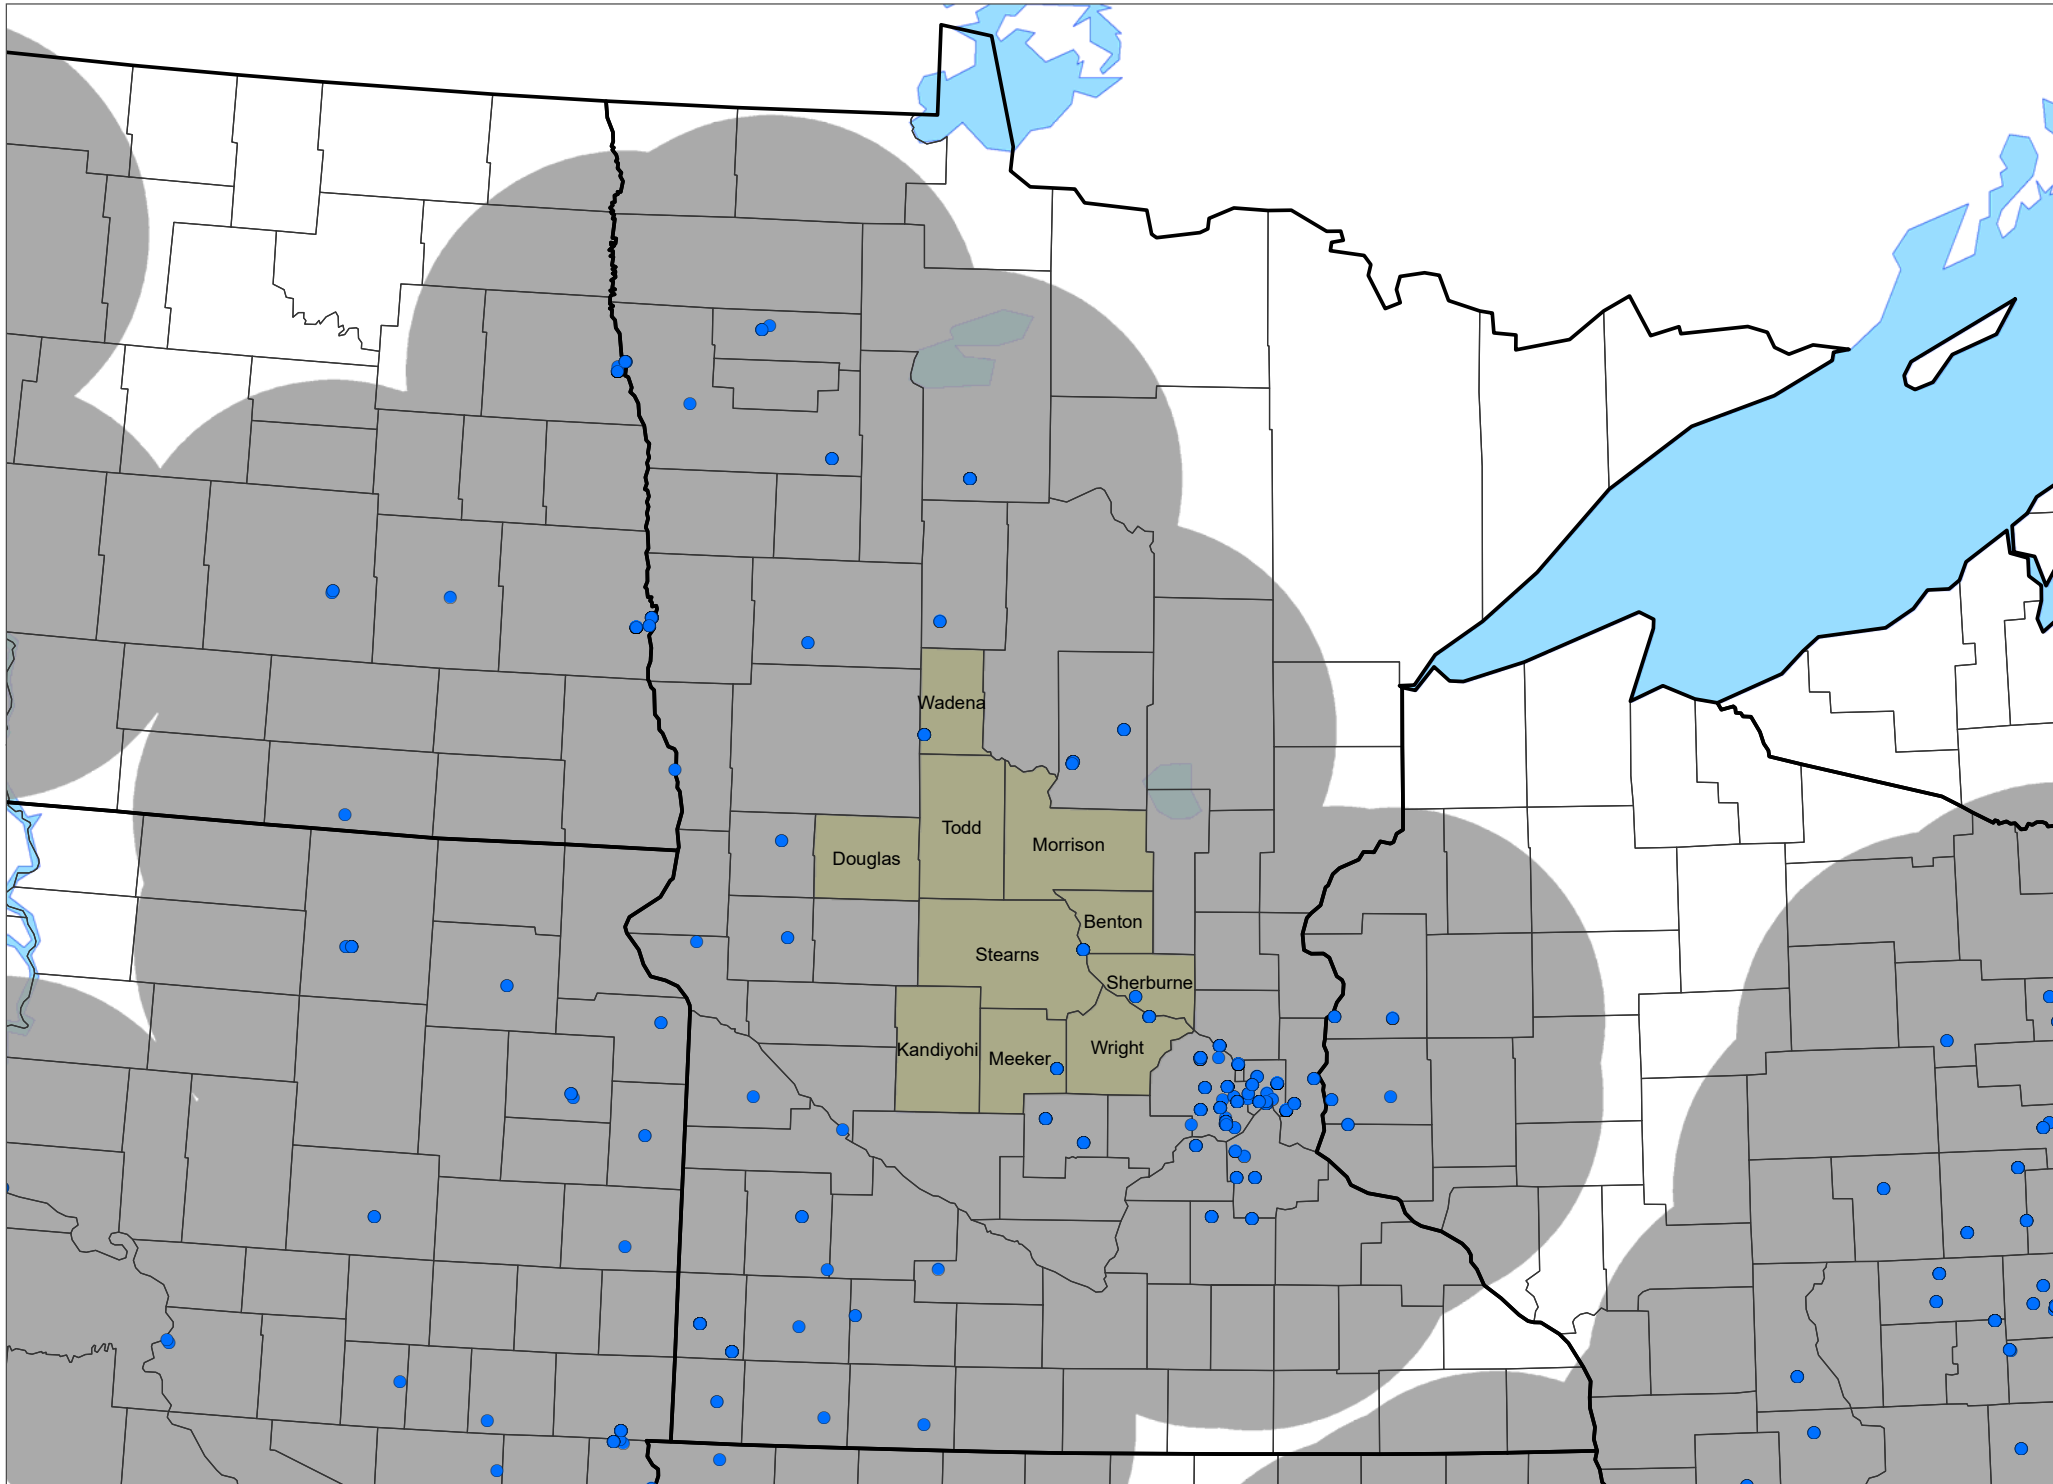 Wadena
Todd
Morrison
Douglas
Benton
Stearns
Sherburne
Kandiyohi
Meeker
Wright